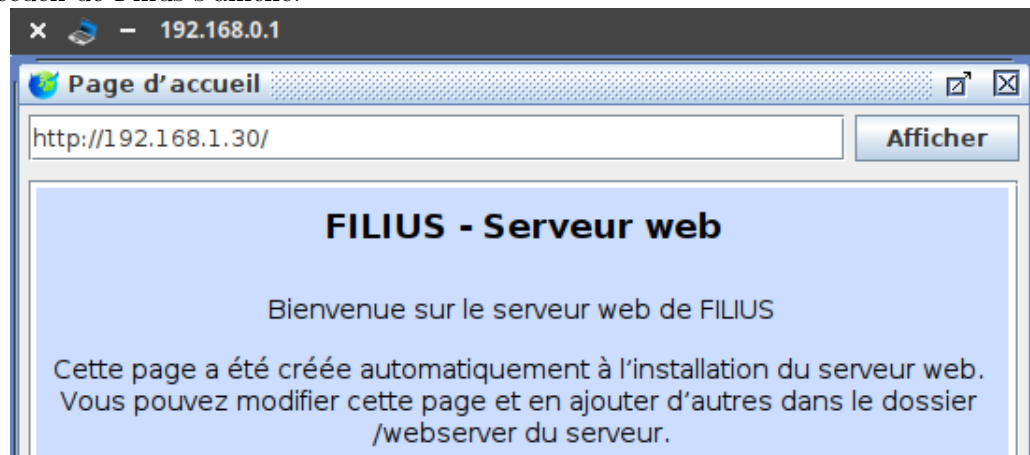 192.168.0.1
Page d'accueil
http://192.168.1.30/
Afficher
FILIUS - Serveur web
Bienvenue sur le serveur web de FILIUS
Cette page a été créée automatiquement à l'installation du serveur web.
Vous pouvez modifier cette page et en ajouter d'autres dans le dossier
/webserver du serveur.